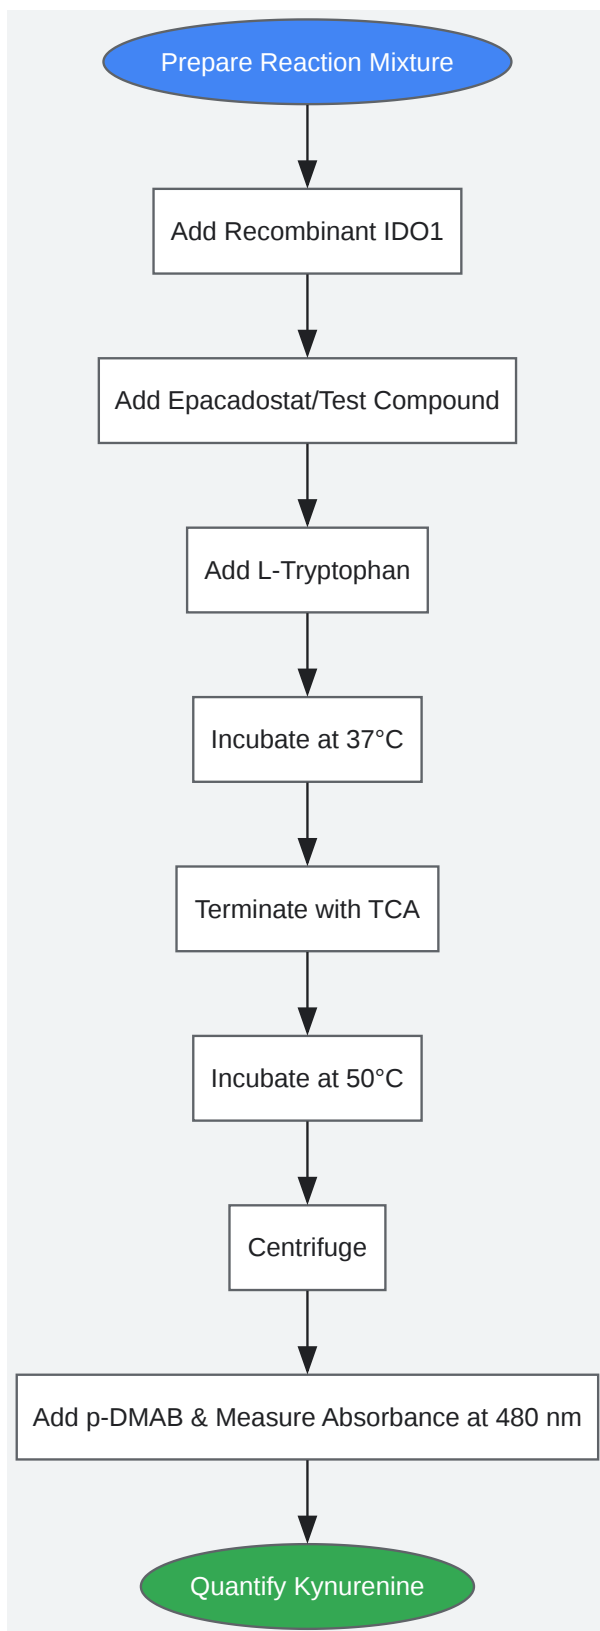 Prepare Reaction Mixture
Add Recombinant IDO1
Add Epacadostat/Test Compound
Add L-Tryptophan
Incubate at 37°C
Terminate with TCA
Incubate at 50°C
Centrifuge
Add p-DMAB & Measure Absorbance at 480 nm
Quantify Kynurenine